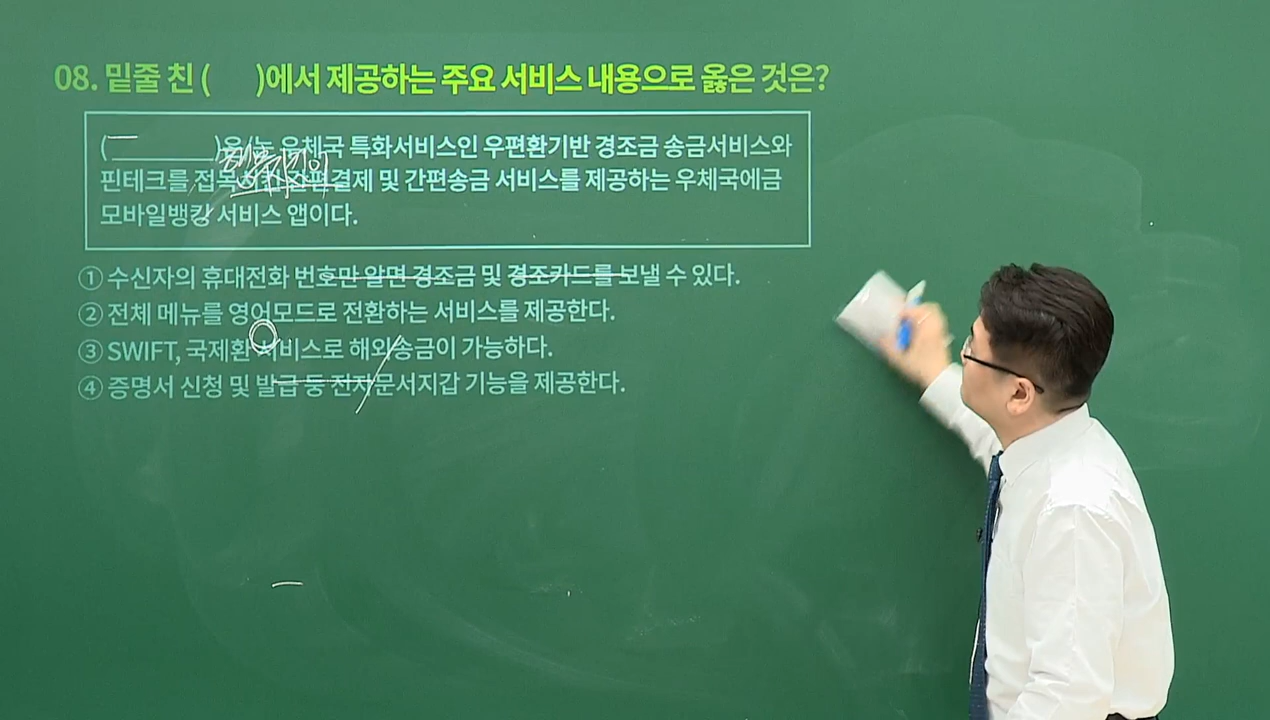 08. 밑줄 친 ( )에서 제공하는 주요 서비스 내용으로 옳은 것은?
( )은/는 우체국 특화서비스인 우편환기반 경조금 송금서비스와
핀테크를 접목시킨 간편결제 및 간편송금 서비스를 제공하는 우체국예금
모바일뱅킹 서비스 앱이다.
① 수신자의 휴대전화 번호만 알면 경조금 및 경조카드를 보낼 수 있다.
② 전체 메뉴를 영어모드로 전환하는 서비스를 제공한다.
③ SWIFT, 국제환 서비스로 해외송금이 가능하다.
④ 증명서 신청 및 발급 등 전자문서지갑 기능을 제공한다.